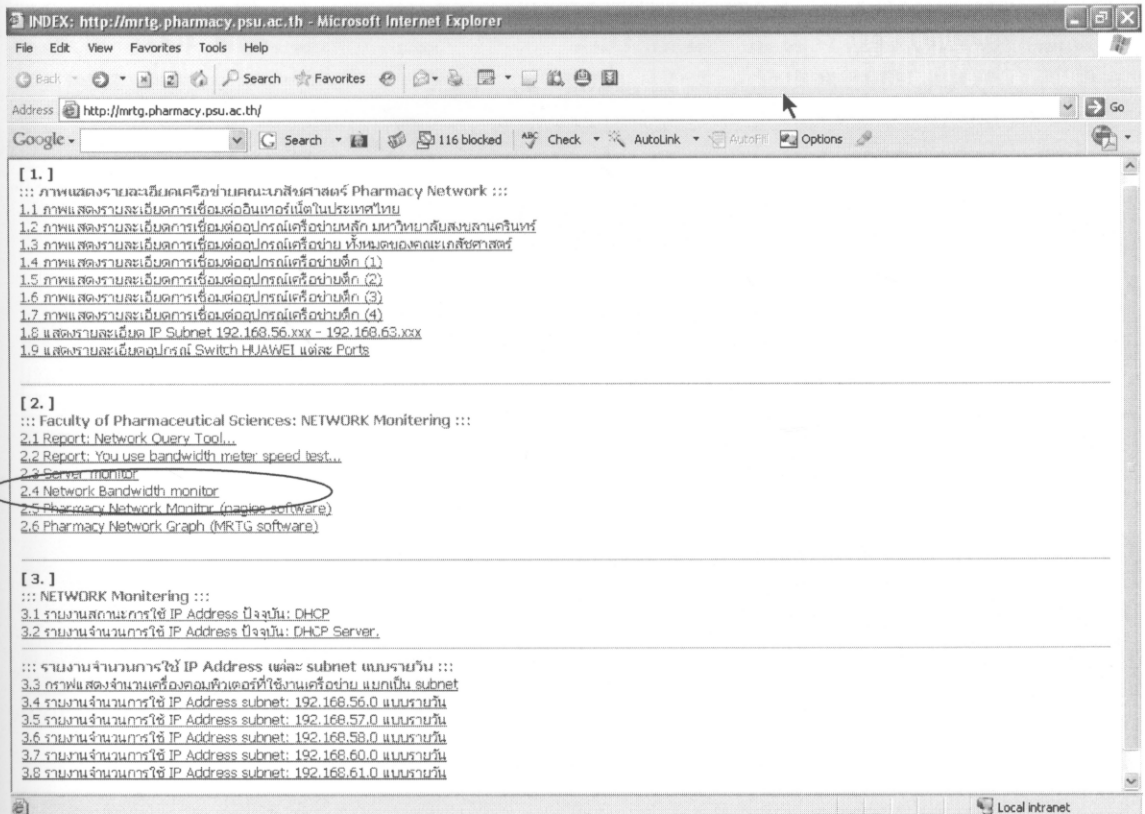 INDEX: http://mrtg.pharmacy.psu.ac.th - Microsoft Internet Explorer
File Edit View Favorites Tools Help
Back Search Favorites
Address http://mrtg.pharmacy.psu.ac.th/ Go
Google Search 116 blocked Check AutoLink AutoFill Options
[ 1. ]
::: ภาพแสดงรายละเอียดเครือข่ายคณะเภสัชศาสตร์ Pharmacy Network :::
1.1 ภาพแสดงรายละเอียดการเชื่อมต่ออินเทอร์เน็ตในประเทศไทย
1.2 ภาพแสดงรายละเอียดการเชื่อมต่ออุปกรณ์เครือข่ายหลัก มหาวิทยาลัยสงขลานครินทร์
1.3 ภาพแสดงรายละเอียดการเชื่อมต่ออุปกรณ์เครือข่าย ทั้งหมดของคณะเภสัชศาสตร์
1.4 ภาพแสดงรายละเอียดการเชื่อมต่ออุปกรณ์เครือข่ายตึก (1)
1.5 ภาพแสดงรายละเอียดการเชื่อมต่ออุปกรณ์เครือข่ายตึก (2)
1.6 ภาพแสดงรายละเอียดการเชื่อมต่ออุปกรณ์เครือข่ายตึก (3)
1.7 ภาพแสดงรายละเอียดการเชื่อมต่ออุปกรณ์เครือข่ายตึก (4)
1.8 แสดงรายละเอียด IP Subnet 192.168.56.xxx - 192.168.63.xxx
1.9 แสดงรายละเอียดอุปกรณ์ Switch HUAWEI แต่ละ Ports
[ 2. ]
::: Faculty of Pharmaceutical Sciences: NETWORK Monitering :::
2.1 Report: Network Query Tool...
2.2 Report: You use bandwidth meter speed test...
2.3 Server monitor
2.4 Network Bandwidth monitor
2.5 Pharmacy Network Monitor (nagios software)
2.6 Pharmacy Network Graph (MRTG software)
[ 3. ]
::: NETWORK Monitering :::
3.1 รายงานสถานะการใช้ IP Address ปัจจุบัน: DHCP
3.2 รายงานจำนวนการใช้ IP Address ปัจจุบัน: DHCP Server.
::: รายงานจำนวนการใช้ IP Address แต่ละ subnet แบบรายวัน :::
3.3 กราฟแสดงจำนวนเครื่องคอมพิวเตอร์ที่ใช้งานเครือข่าย แยกเป็น subnet
3.4 รายงานจำนวนการใช้ IP Address subnet: 192.168.56.0 แบบรายวัน
3.5 รายงานจำนวนการใช้ IP Address subnet: 192.168.57.0 แบบรายวัน
3.6 รายงานจำนวนการใช้ IP Address subnet: 192.168.58.0 แบบรายวัน
3.7 รายงานจำนวนการใช้ IP Address subnet: 192.168.60.0 แบบรายวัน
3.8 รายงานจำนวนการใช้ IP Address subnet: 192.168.61.0 แบบรายวัน
Local intranet